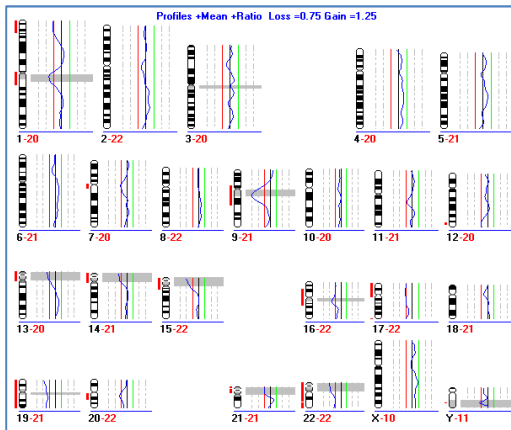 Profiles +Mean +Ratio Loss =0.75 Gain =1.25
1-20 2-22 3-20 4-20 5-21
6-21 7-20 8-22 9-21 10-20 11-21 12-20
13-20 14-21 15-22 16-22 17-22 18-21
19-21 20-22 21-21 22-22 X-10 Y-11